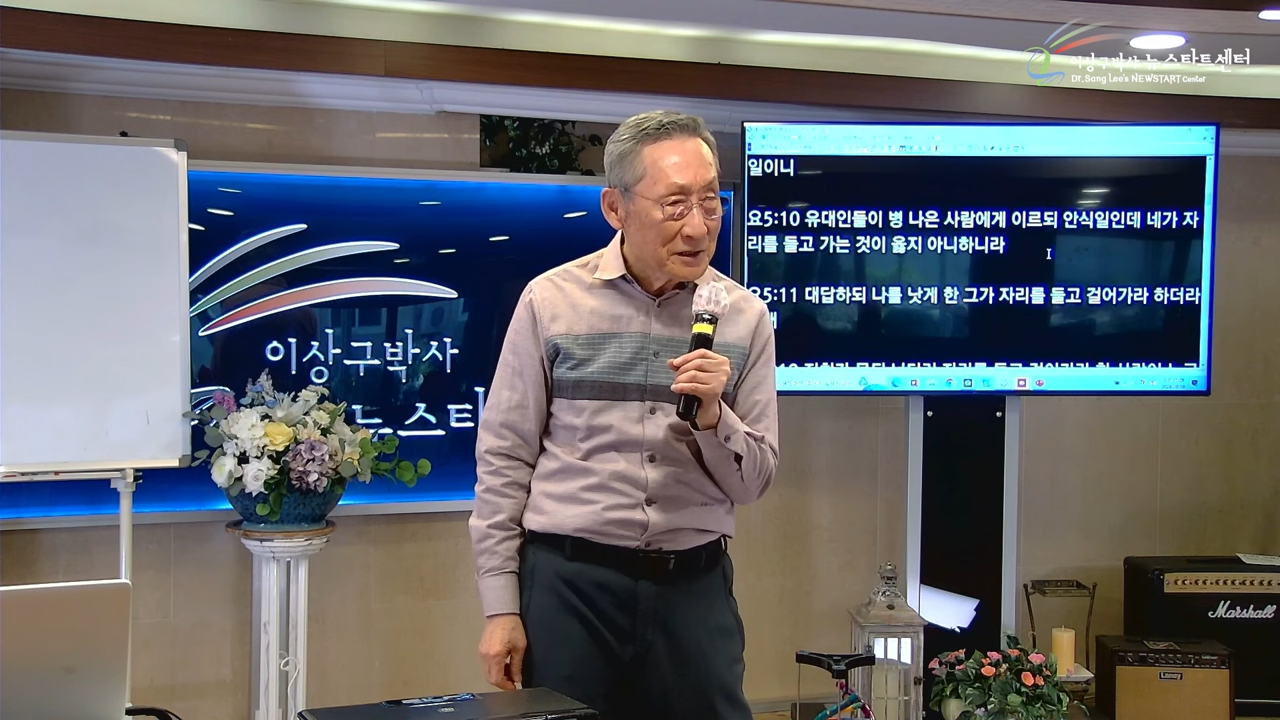 이상구박사 뉴스타트센터
Dr. Sang Lee's NEWSTART Center
일이니
요5:10 유대인들이 병 나은 사람에게 이르되 안식일인데 네가 자
리를 들고 가는 것이 옳지 아니하니라
요5:11 대답하되 나를 낫게 한 그가 자리를 들고 걸어가라 하더라
이상구박사
뉴스타
Marshall
Laney